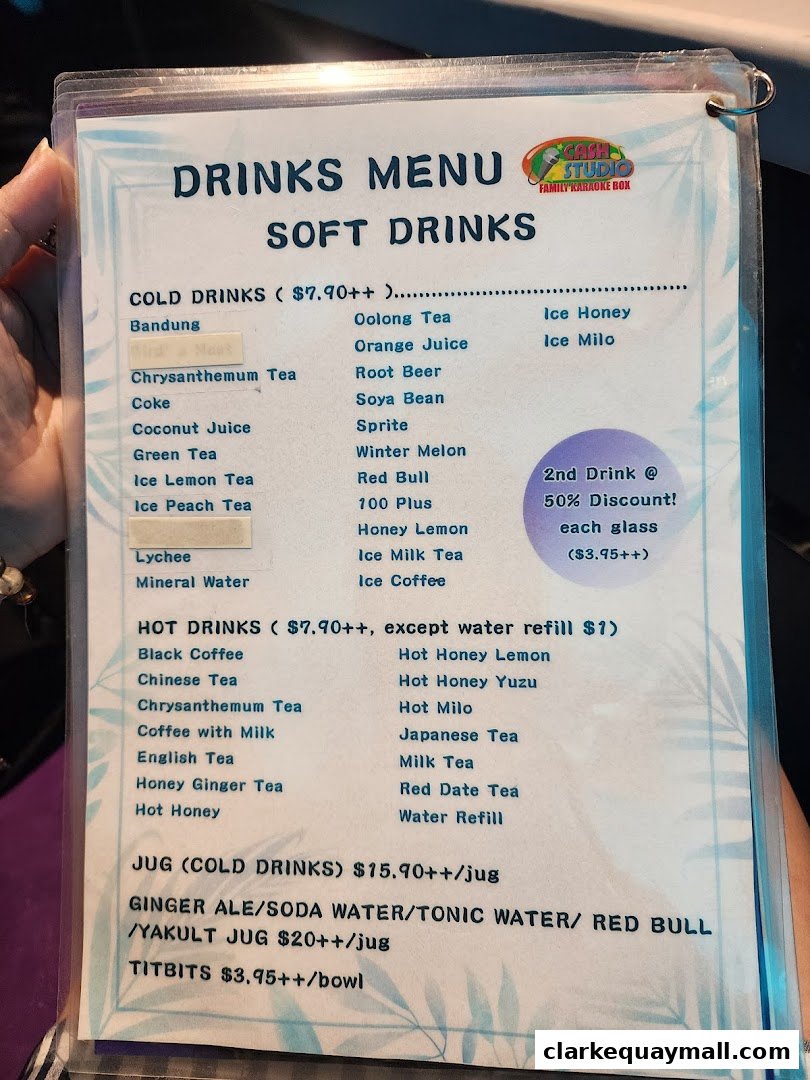 DRINKS MENU
CASH
STUDIO
FAMILY KARAOKE BOX
SOFT DRINKS
COLD DRINKS ( $7.90++ )...............................................
Bandung
Chrysanthemum Tea
Coke
Coconut Juice
Green Tea
Ice Lemon Tea
Ice Peach Tea
Lychee
Mineral Water
Oolong Tea
Orange Juice
Root Beer
Soya Bean
Sprite
Winter Melon
Red Bull
100 Plus
Honey Lemon
Ice Milk Tea
Ice Coffee
Ice Honey
Ice Milo
2nd Drink @
50% Discount!
each glass
($3.95++)
HOT DRINKS ( $7.90++, except water refill $1)
Black Coffee
Chinese Tea
Chrysanthemum Tea
Coffee with Milk
English Tea
Honey Ginger Tea
Hot Honey
Hot Honey Lemon
Hot Honey Yuzu
Hot Milo
Japanese Tea
Milk Tea
Red Date Tea
Water Refill
JUG (COLD DRINKS) $15.90++/jug
GINGER ALE/SODA WATER/TONIC WATER/ RED BULL
/YAKULT JUG $20++/jug
TITBITS $3.95++/bowl
clarkequaymall.com